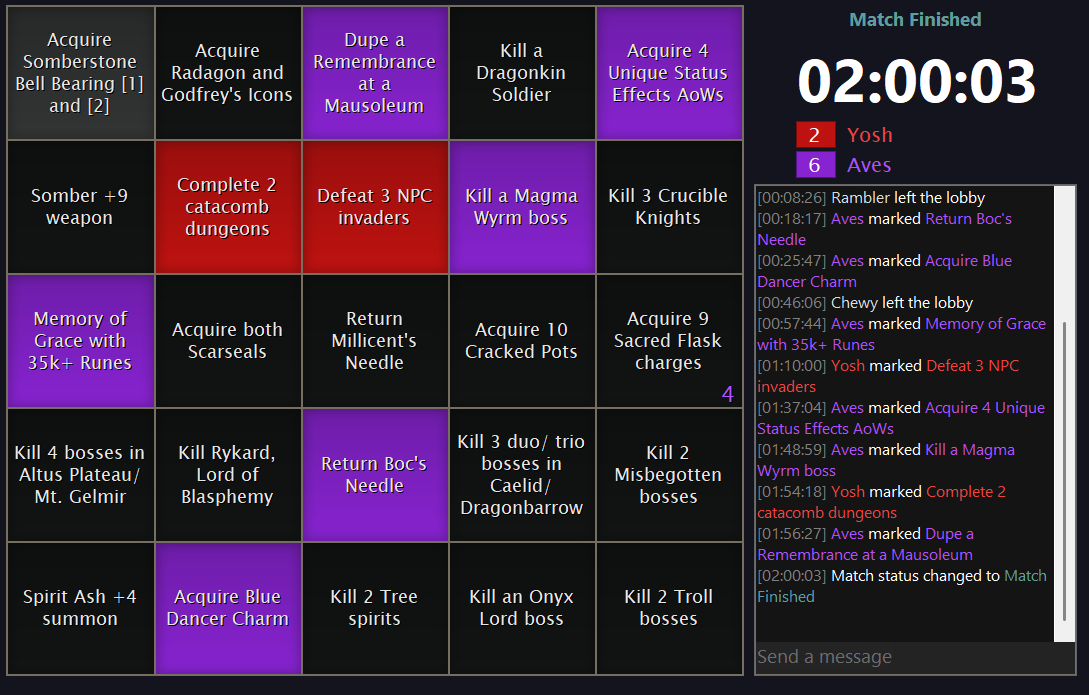 Acquire
Somberstone
Bell Bearing [1]
and [2]
Acquire
Radagon and
Godfrey's Icons
Dupe a
Remembrance
at a
Mausoleum
Kill a
Dragonkin
Soldier
Acquire 4
Unique Status
Effects AoWs
Somber +9
weapon
Complete 2
catacomb
dungeons
Defeat 3 NPC
invaders
Kill a Magma
Wyrm boss
Kill 3 Crucible
Knights
Memory of
Grace with
35k+ Runes
Acquire both
Scarseals
Return
Millicent's
Needle
Acquire 10
Cracked Pots
Acquire 9
Sacred Flask
charges
4
Kill 4 bosses in
Altus Plateau/
Mt. Gelmir
Kill Rykard,
Lord of
Blasphemy
Return Boc's
Needle
Kill 3 duo/ trio
bosses in
Caelid/
Dragonbarrow
Kill 2
Misbegotten
bosses
Spirit Ash +4
summon
Acquire Blue
Dancer Charm
Kill 2 Tree
spirits
Kill an Onyx
Lord boss
Kill 2 Troll
bosses
Match Finished
02:00:03
2 Yosh
6 Aves
[00:08:26] Rambler left the lobby
[00:18:17] Aves marked Return Boc's
Needle
[00:25:47] Aves marked Acquire Blue
Dancer Charm
[00:46:06] Chewy left the lobby
[00:57:44] Aves marked Memory of Grace
with 35k+ Runes
[01:10:00] Yosh marked Defeat 3 NPC
invaders
[01:37:04] Aves marked Acquire 4 Unique
Status Effects AoWs
[01:48:59] Aves marked Kill a Magma
Wyrm boss
[01:54:18] Yosh marked Complete 2
catacomb dungeons
[01:56:27] Aves marked Dupe a
Remembrance at a Mausoleum
[02:00:03] Match status changed to Match
Finished
Send a message